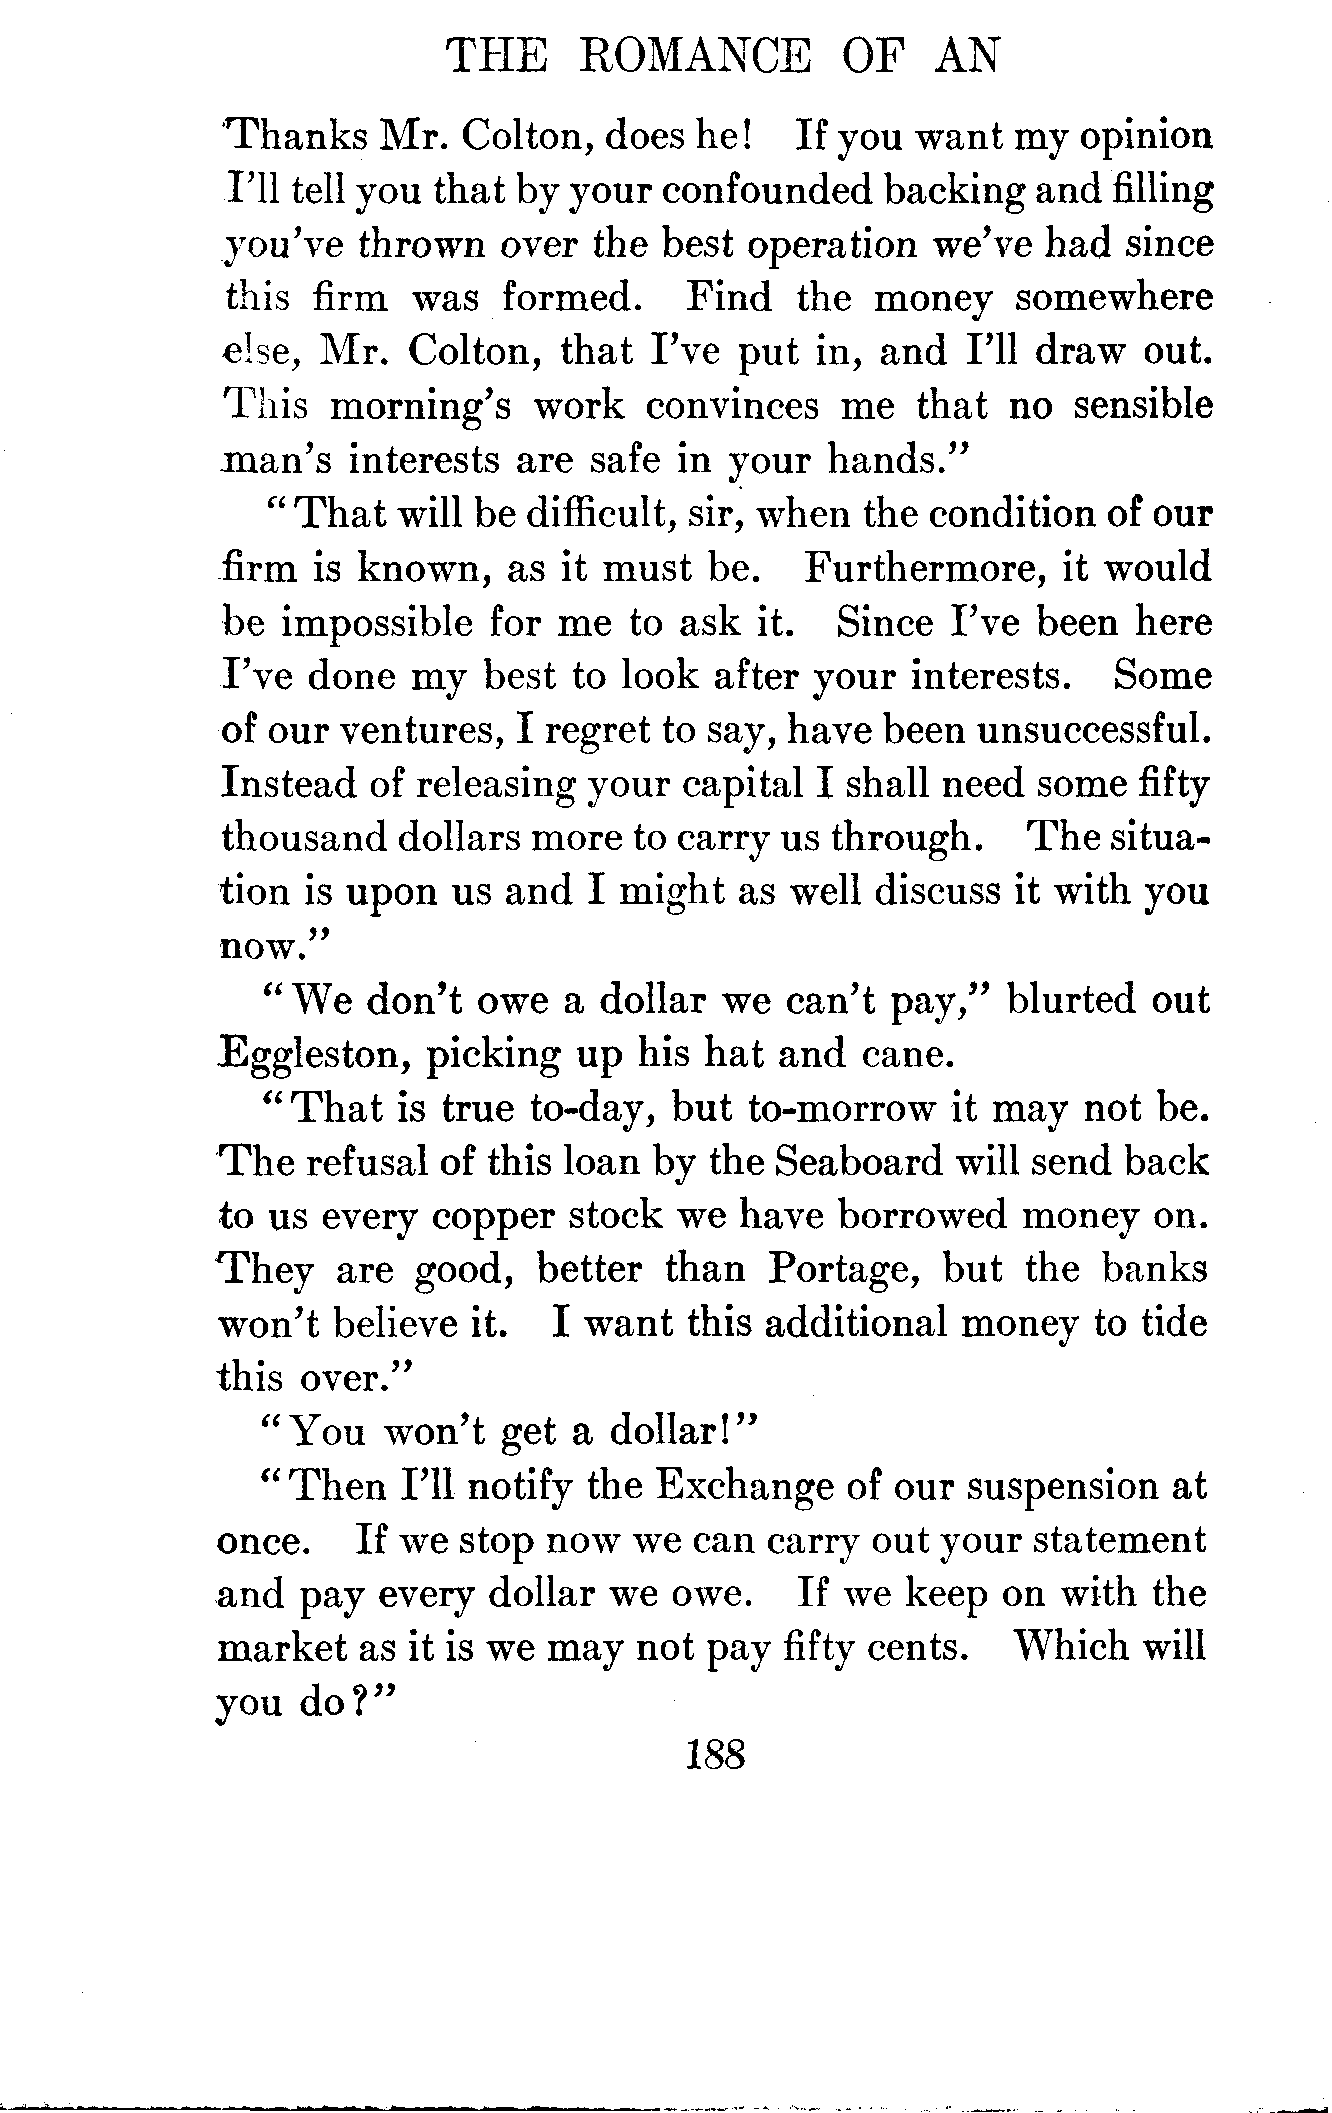 THE ROMANCE OF AN
Thanks Mr. Colton, does he! If you want my opinion
I'll tell you that by your confounded backing and filling
you've thrown over the best operation we've had since
this firm was formed. Find the money somewhere
else, Mr. Colton, that I've put in, and I'll draw out.
This morning's work convinces me that no sensible
man's interests are safe in your hands."
"That will be difficult, sir, when the condition of our
firm is known, as it must be. Furthermore, it would
be impossible for me to ask it. Since I've been here
I've done my best to look after your interests. Some
of our ventures, I regret to say, have been unsuccessful.
Instead of releasing your capital I shall need some fifty
thousand dollars more to carry us through. The situa-
tion is upon us and I might as well discuss it with you
now."
"We don't owe a dollar we can't pay," blurted out
Eggleston, picking up his hat and cane.
"That is true to-day, but to-morrow it may not be.
The refusal of this loan by the Seaboard will send back
to us every copper stock we have borrowed money on.
They are good, better than Portage, but the banks
won't believe it. I want this additional money to tide
this over."
"You won't get a dollar!"
"Then I'll notify the Exchange of our suspension at
once. If we stop now we can carry out your statement
and pay every dollar we owe. If we keep on with the
market as it is we may not pay fifty cents. Which will
you do?"
188